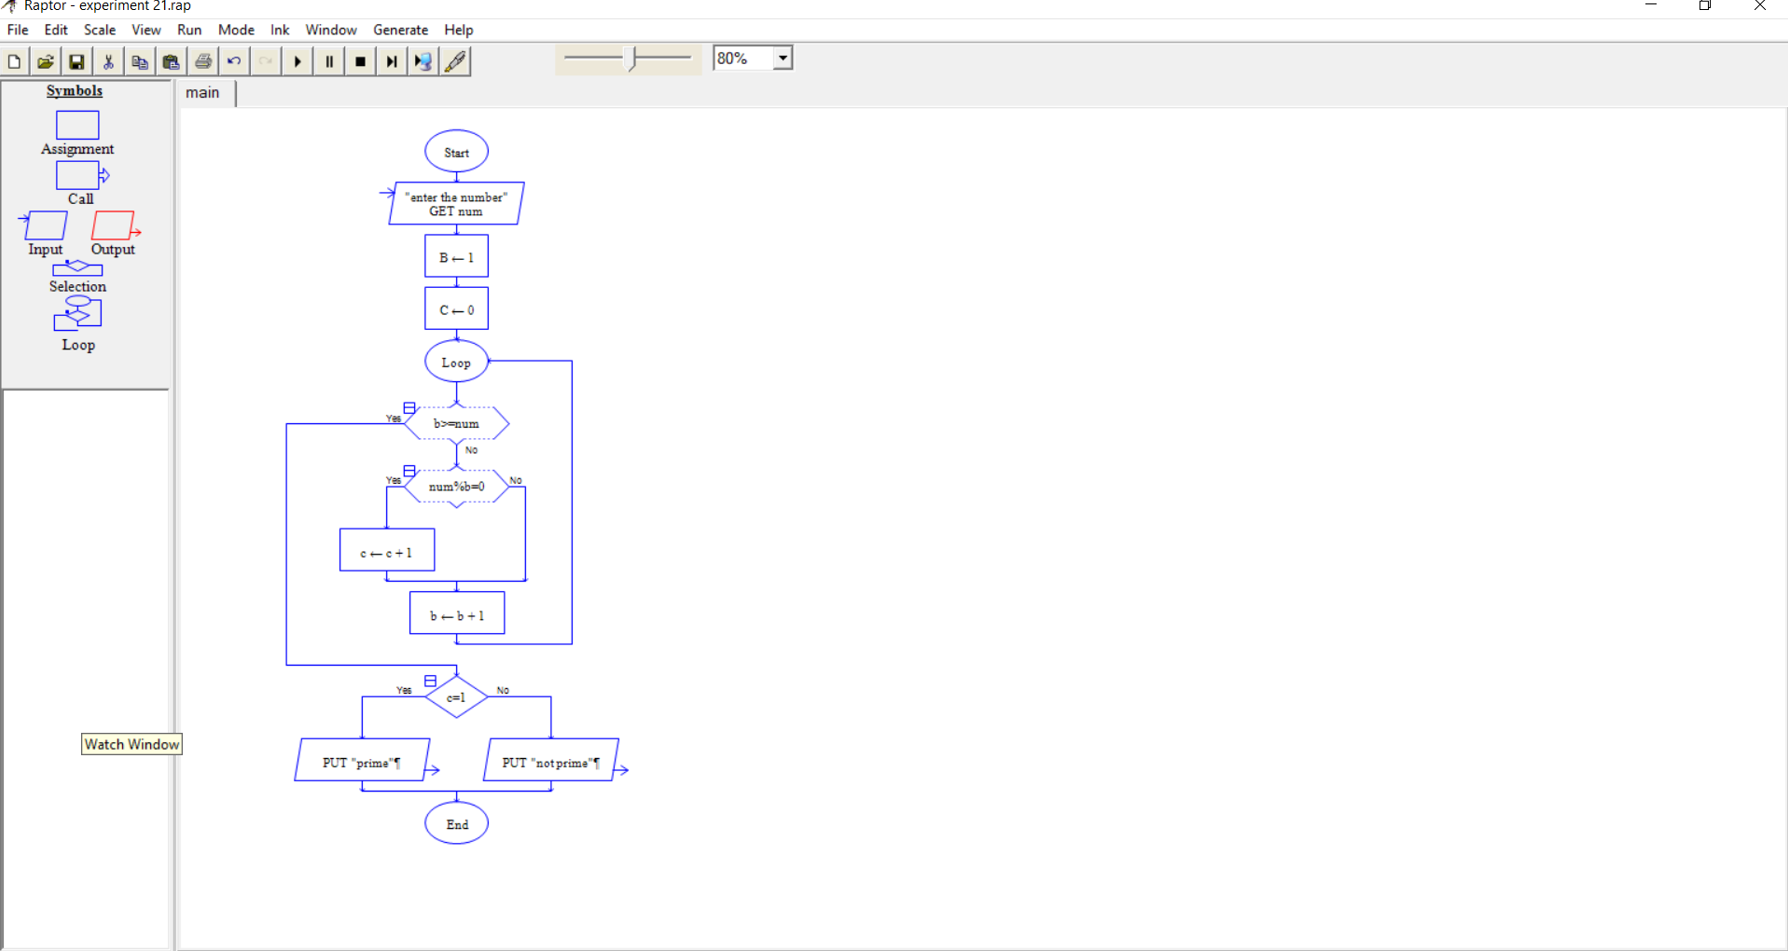 Raptor - experiment 21.rap
File Edit Scale View Run Mode Ink Window Generate Help
80%
Symbols
Assignment
Call
Input Output
Selection
Loop
main
Start
"enter the number"
GET num
B ← 1
C ← 0
Loop
Yes
b>=num
No
Yes
num%b=0
No
c ← c + 1
b ← b + 1
Yes
c=1
No
PUT "prime"¶
PUT "not prime"¶
End
Watch Window